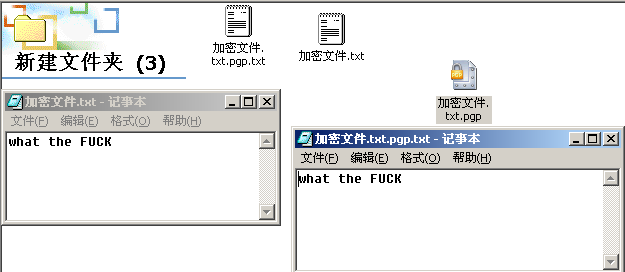 加密文件.
txt.pgp.txt
加密文件.txt
新建文件夹 (3)
加密文件.
txt.pgp
加密文件.txt - 记事本
文件(F) 编辑(E) 格式(O) 帮助(H)
what the FUCK
加密文件.txt.pgp.txt - 记事本
文件(F) 编辑(E) 格式(O) 帮助(H)
what the FUCK